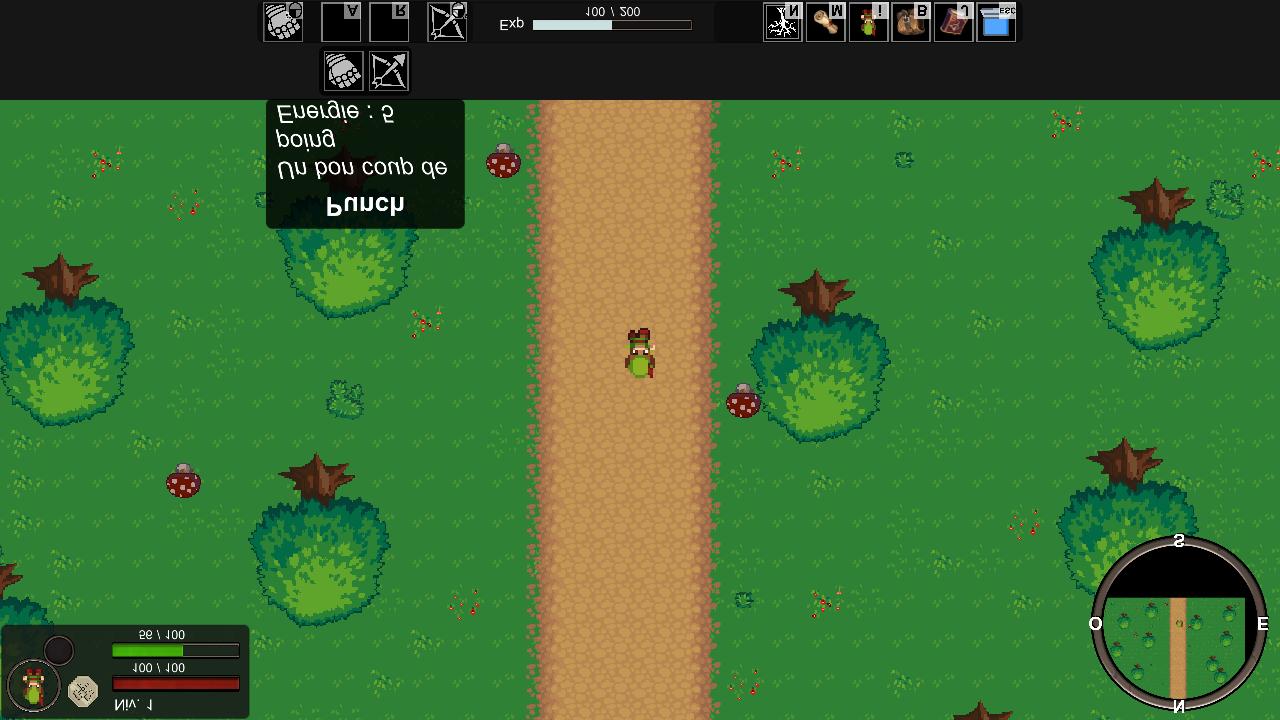 Niv. 1
100 / 100
56 / 100
N
O
E
S
Punch
Un bon coup de
poing
Energie : 5
A
R
Exp
100 / 200
N
M
I
B
J
ESC